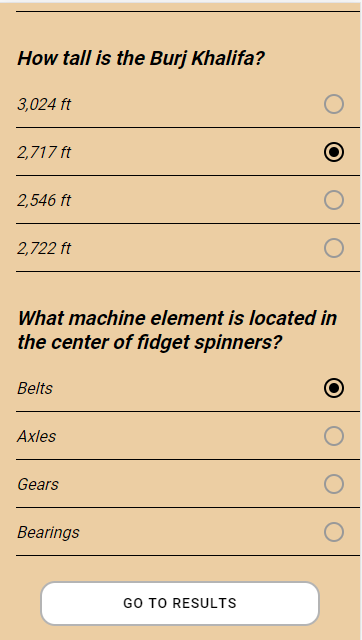 How tall is the Burj Khalifa?
3,024 ft
2,717 ft
2,546 ft
2,722 ft
What machine element is located in
the center of fidget spinners?
Belts
Axles
Gears
Bearings
GO TO RESULTS